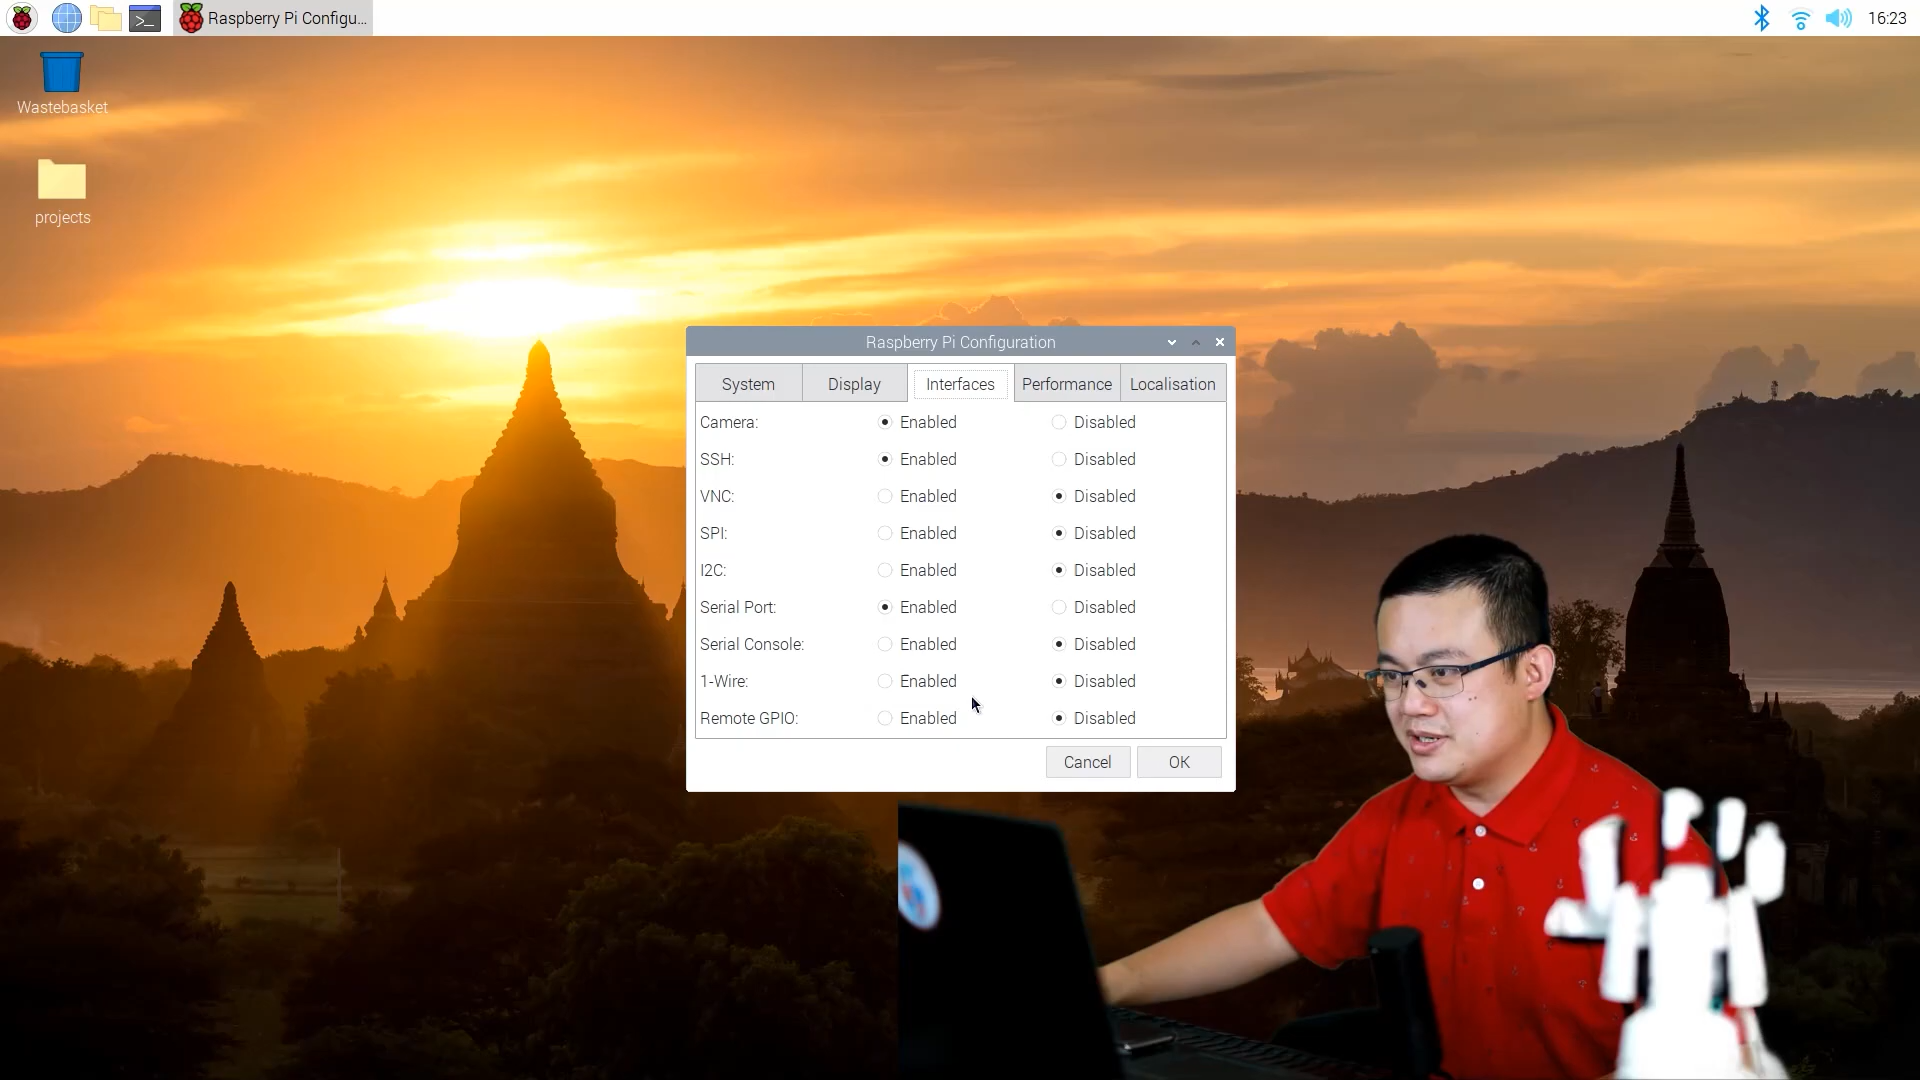 Raspberry Pi Configu...
16:23
Wastebasket
projects
Raspberry Pi Configuration
System Display Interfaces Performance Localisation
Camera: Enabled Disabled
SSH: Enabled Disabled
VNC: Enabled Disabled
SPI: Enabled Disabled
I2C: Enabled Disabled
Serial Port: Enabled Disabled
Serial Console: Enabled Disabled
1-Wire: Enabled Disabled
Remote GPIO: Enabled Disabled
Cancel OK